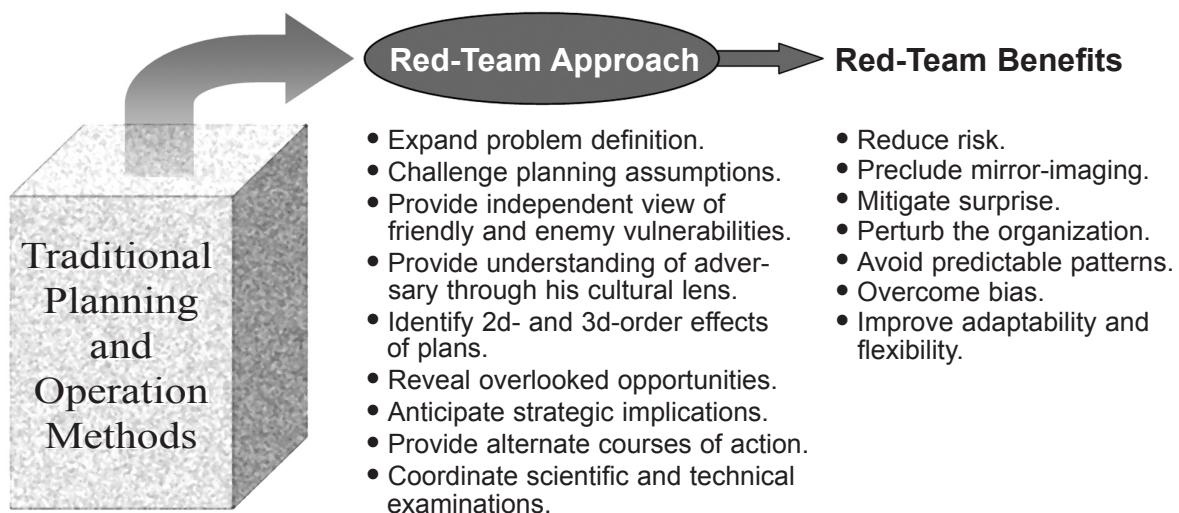 Traditional
Planning
and
Operation
Methods
Red-Team Approach
• Expand problem definition.
• Challenge planning assumptions.
• Provide independent view of
friendly and enemy vulnerabilities.
• Provide understanding of adver-
sary through his cultural lens.
• Identify 2d- and 3d-order effects
of plans.
• Reveal overlooked opportunities.
• Anticipate strategic implications.
• Provide alternate courses of action.
• Coordinate scientific and technical
examinations.
Red-Team Benefits
• Reduce risk.
• Preclude mirror-imaging.
• Mitigate surprise.
• Perturb the organization.
• Avoid predictable patterns.
• Overcome bias.
• Improve adaptability and
flexibility.